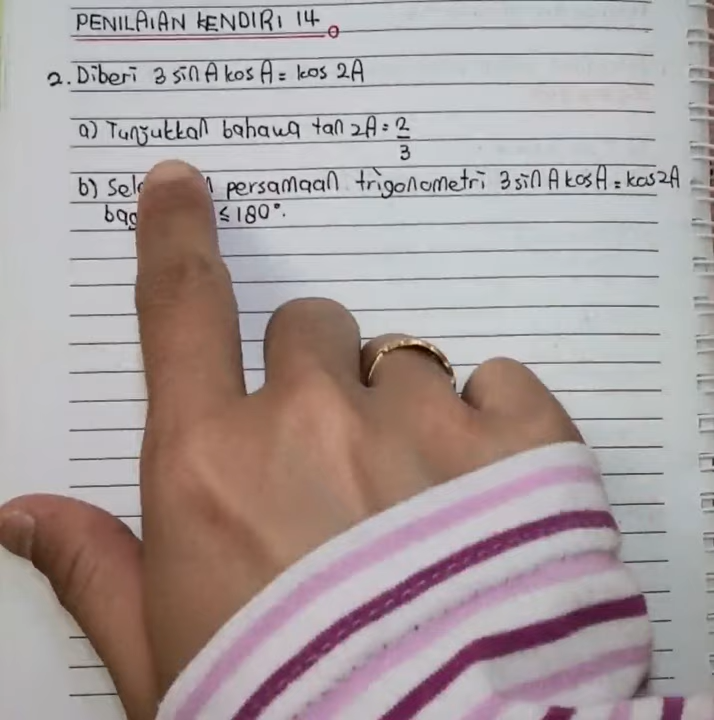 PENILAIAN KENDIRI 14
2. Diberi 3 sin A kos A = kos 2A
a) Tunjukkan bahawa tan 2A = 2/3
b) persamaan trigonometri 3 sin A kos A = kos 2A
≤ 180°.